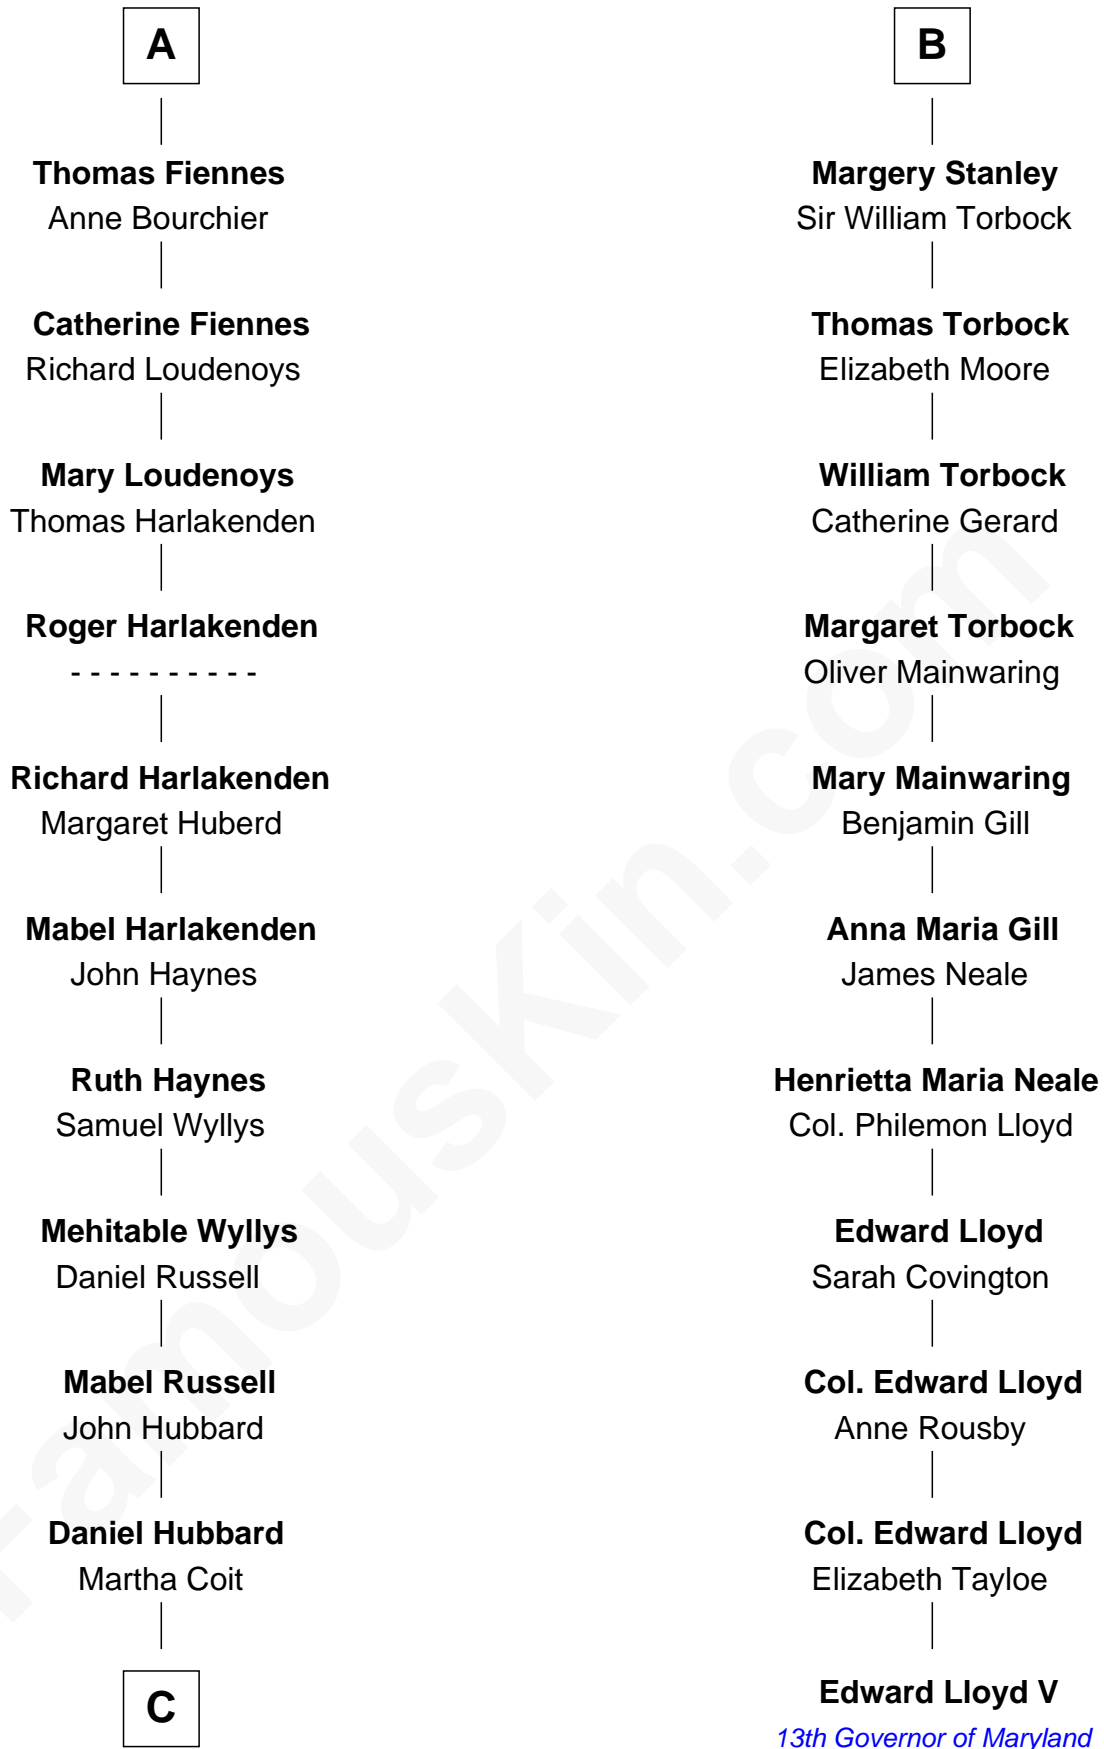 A
Thomas Fiennes
Anne Bourchier
Catherine Fiennes
Richard Loudenoys
Mary Loudenoys
Thomas Harlakenden
Roger Harlakenden
- - - - - - - - - -
Richard Harlakenden
Margaret Huberd
Mabel Harlakenden
John Haynes
Ruth Haynes
Samuel Wyllys
Mehitable Wyllys
Daniel Russell
Mabel Russell
John Hubbard
Daniel Hubbard
Martha Coit
C
B
Margery Stanley
Sir William Torbock
Thomas Torbock
Elizabeth Moore
William Torbock
Catherine Gerard
Margaret Torbock
Oliver Mainwaring
Mary Mainwaring
Benjamin Gill
Anna Maria Gill
James Neale
Henrietta Maria Neale
Col. Philemon Lloyd
Edward Lloyd
Sarah Covington
Col. Edward Lloyd
Anne Rousby
Col. Edward Lloyd
Elizabeth Tayloe
Edward Lloyd V
13th Governor of Maryland
FamousKin.com